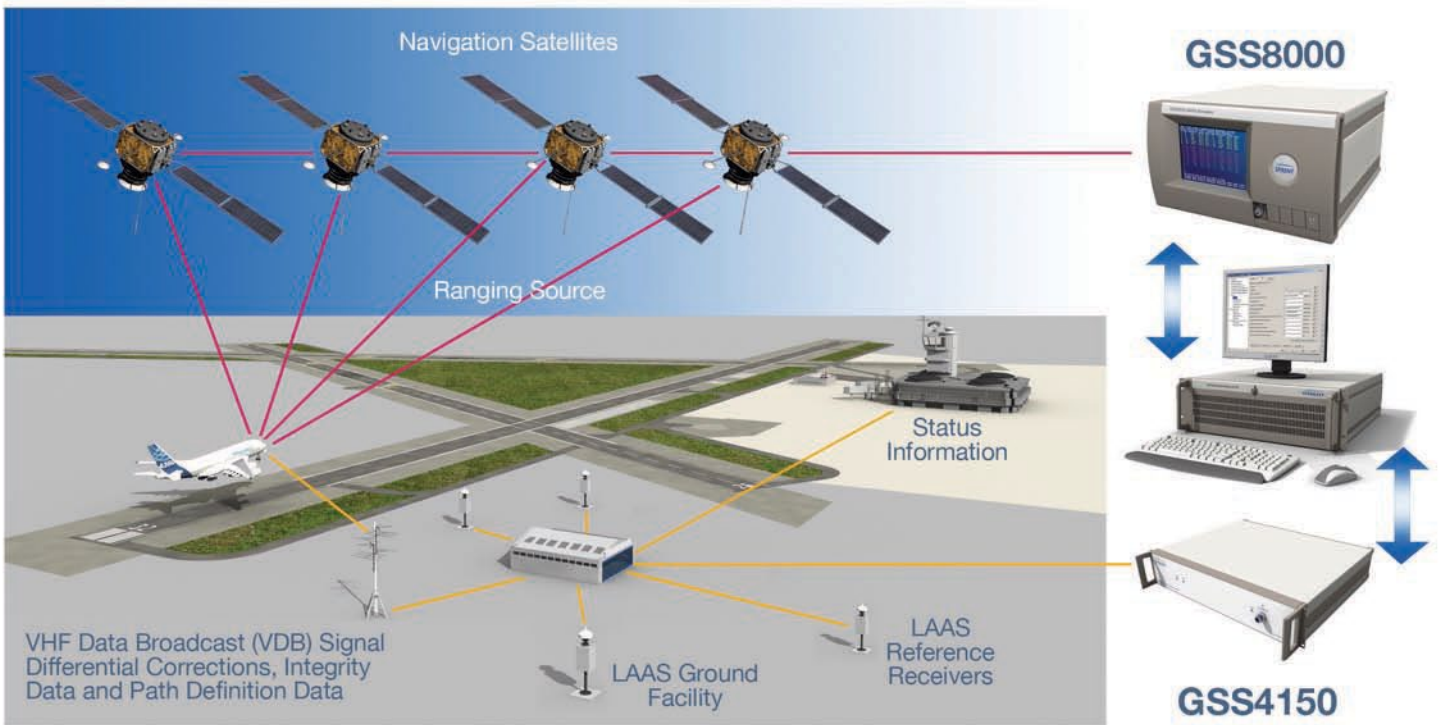 Navigation Satellites
GSS8000
Ranging Source
Status
Information
VHF Data Broadcast (VDB) Signal
Differential Corrections, Integrity
Data and Path Definition Data
LAAS Ground
Facility
LAAS
Reference
Receivers
GSS4150